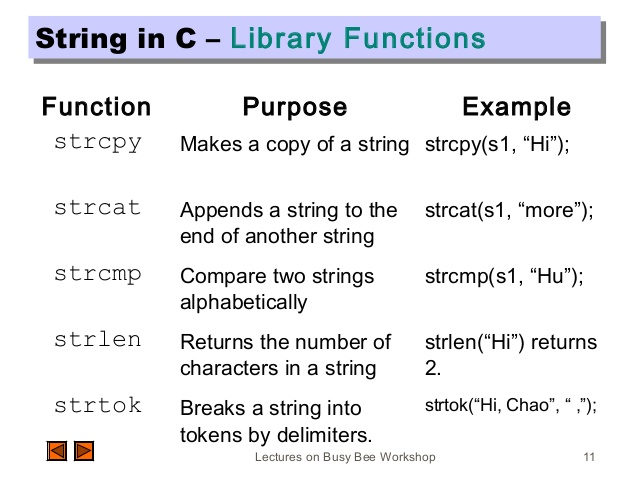 String in C – Library Functions
Function Purpose Example
strcpy Makes a copy of a string strcpy(s1, “Hi”);
strcat Appends a string to the strcat(s1, “more”);
end of another string
strcmp Compare two strings strcmp(s1, “Hu”);
alphabetically
strlen Returns the number of strlen(“Hi”) returns
characters in a string 2.
strtok Breaks a string into strtok(“Hi, Chao”, “ ,”);
tokens by delimiters.
Lectures on Busy Bee Workshop 11